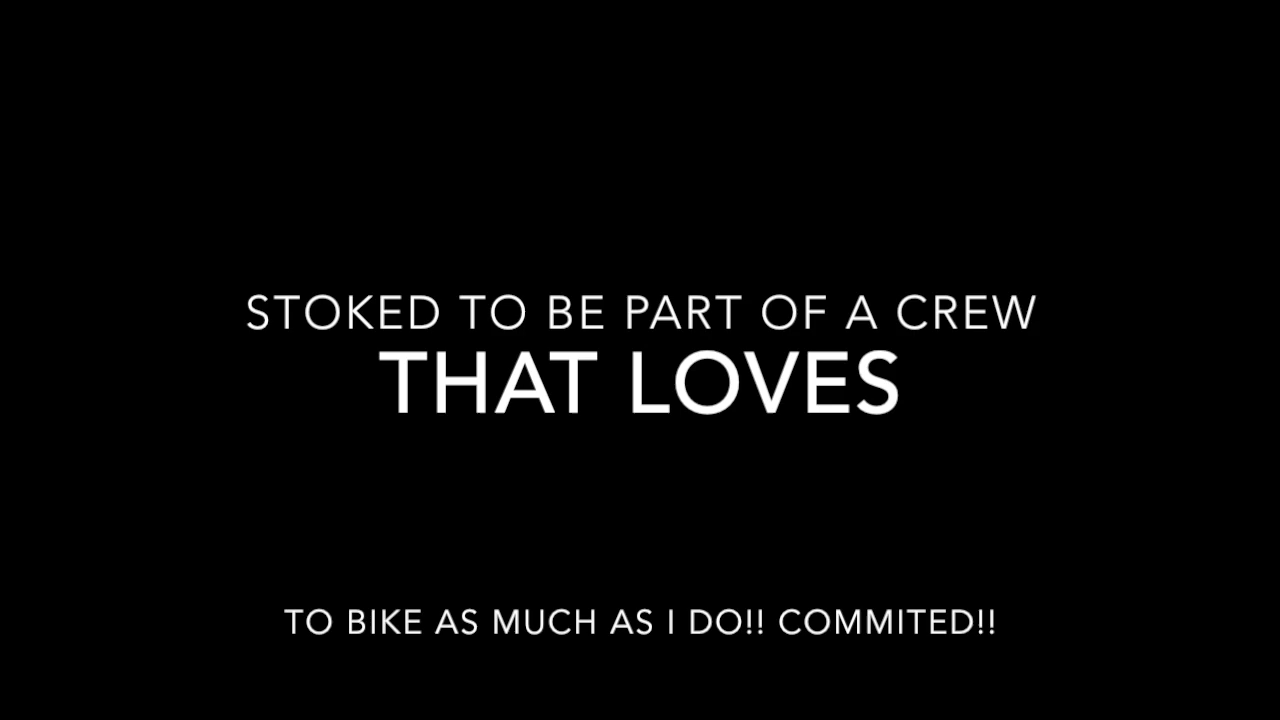 STOKED TO BE PART OF A CREW
THAT LOVES
TO BIKE AS MUCH AS I DO!! COMMITED!!